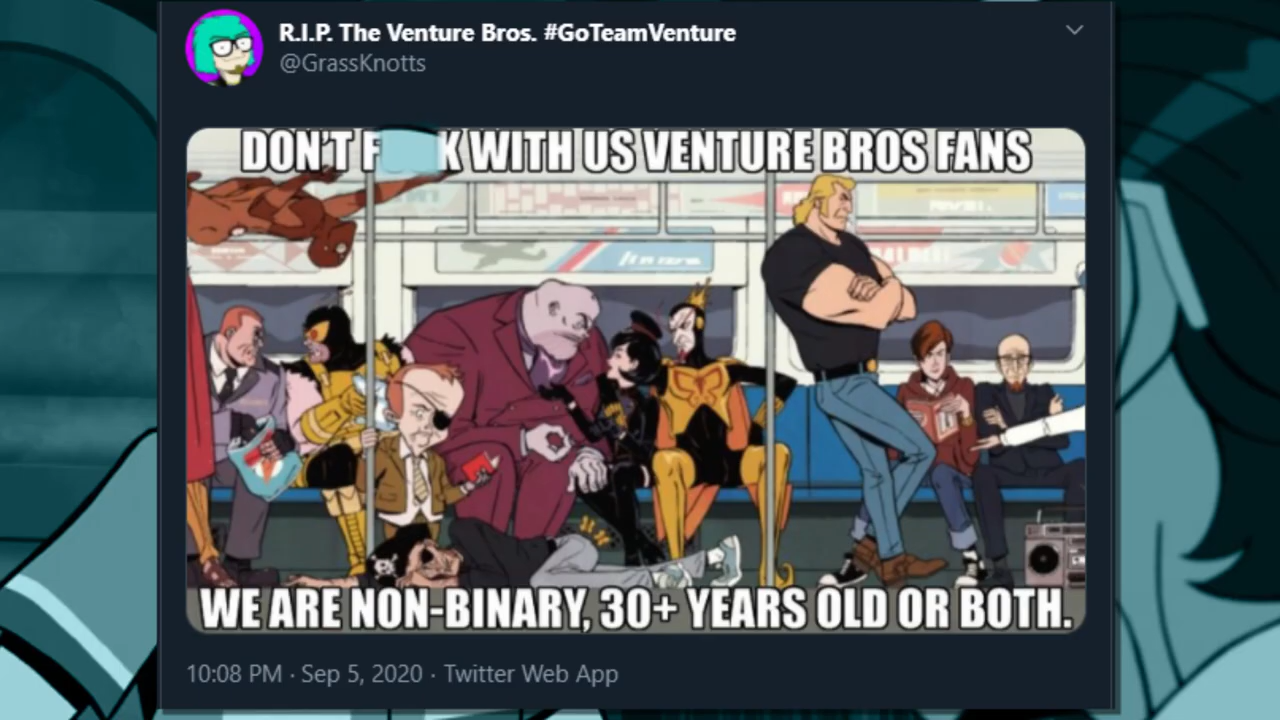 R.I.P. The Venture Bros. #GoTeamVenture
@GrassKnotts
DON'T F K WITH US VENTURE BROS FANS
WE ARE NON-BINARY, 30+ YEARS OLD OR BOTH.
10:08 PM · Sep 5, 2020 · Twitter Web App